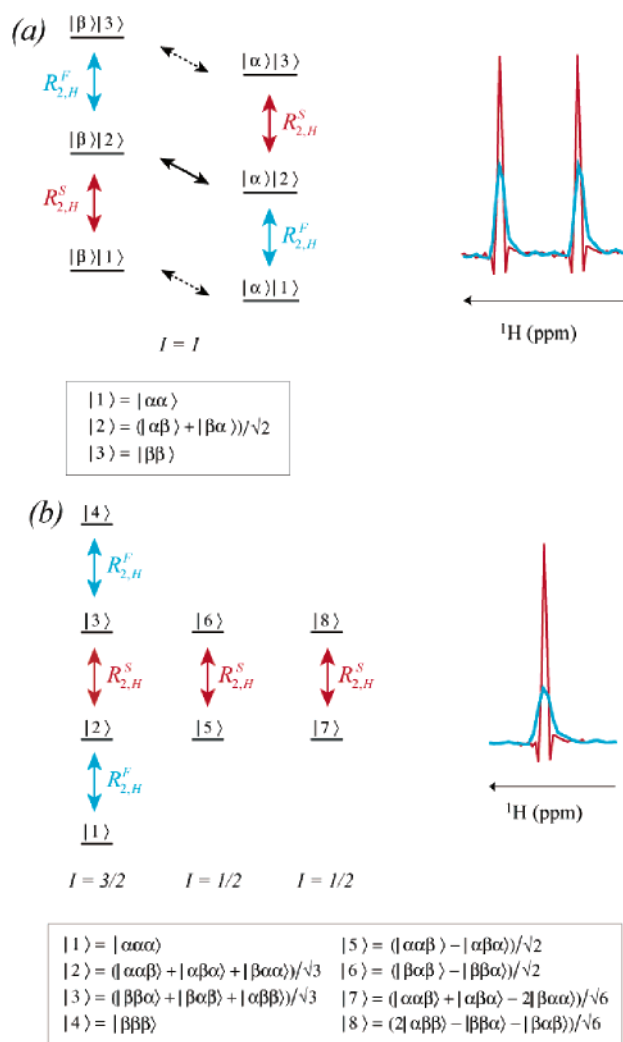 (a)
|β⟩|3⟩
|α⟩|3⟩
R^F_{2,H}
R^S_{2,H}
|β⟩|2⟩
|α⟩|2⟩
R^S_{2,H}
R^F_{2,H}
|β⟩|1⟩
|α⟩|1⟩
I = 1
¹H (ppm)
|1⟩ = |αα⟩
|2⟩ = (|αβ⟩ + |βα⟩)/√2
|3⟩ = |ββ⟩
(b)
|4⟩
R^F_{2,H}
|3⟩ |6⟩ |8⟩
R^S_{2,H} R^S_{2,H} R^S_{2,H}
|2⟩ |5⟩ |7⟩
R^F_{2,H}
|1⟩
I = 3/2 I = 1/2 I = 1/2
¹H (ppm)
|1⟩ = |ααα⟩ |5⟩ = (|ααβ⟩ − |αβα⟩)/√2
|2⟩ = (|ααβ⟩ + |αβα⟩ + |βαα⟩)/√3 |6⟩ = (|βαβ⟩ − |ββα⟩)/√2
|3⟩ = (|ββα⟩ + |βαβ⟩ + |αββ⟩)/√3 |7⟩ = (|ααβ⟩ + |αβα⟩ − 2|βαα⟩)/√6
|4⟩ = |βββ⟩ |8⟩ = (2|αββ⟩ − |ββα⟩ − |βαβ⟩)/√6